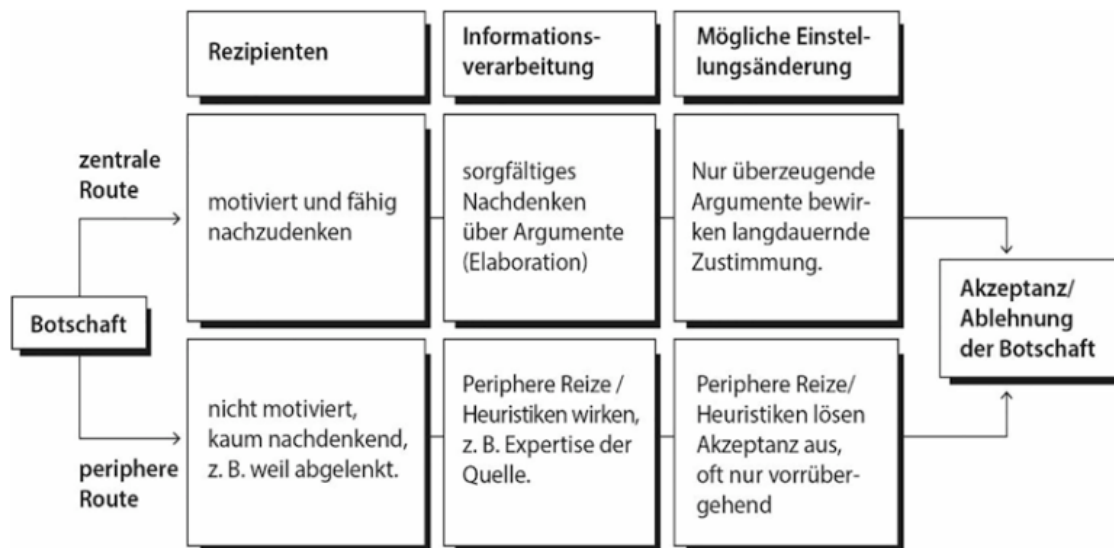 Rezipienten
Informations-
verarbeitung
Mögliche Einstel-
lungsänderung
zentrale
Route
motiviert und fähig
nachzudenken
sorgfältiges
Nachdenken
über Argumente
(Elaboration)
Nur überzeugende
Argumente bewir-
ken langdauernde
Zustimmung.
Botschaft
Akzeptanz/
Ablehnung
der Botschaft
periphere
Route
nicht motiviert,
kaum nachdenkend,
z. B. weil abgelenkt.
Periphere Reize /
Heuristiken wirken,
z. B. Expertise der
Quelle.
Periphere Reize/
Heuristiken lösen
Akzeptanz aus,
oft nur vorrüber-
gehend